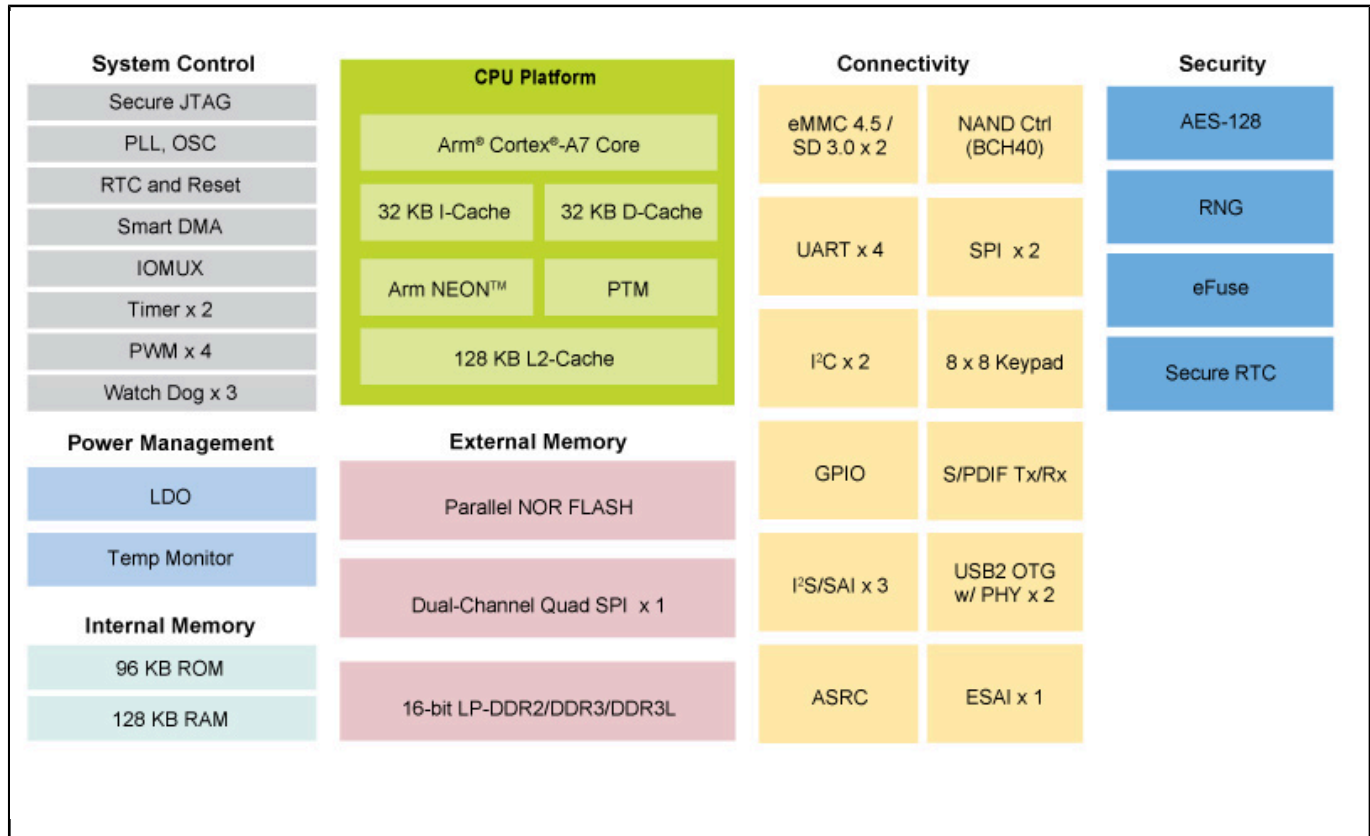 System Control
Secure JTAG
PLL, OSC
RTC and Reset
Smart DMA
IOMUX
Timer x 2
PWM x 4
Watch Dog x 3
Power Management
LDO
Temp Monitor
Internal Memory
96 KB ROM
128 KB RAM
CPU Platform
Arm® Cortex®-A7 Core
32 KB I-Cache
32 KB D-Cache
Arm NEON™
PTM
128 KB L2-Cache
External Memory
Parallel NOR FLASH
Dual-Channel Quad SPI x 1
16-bit LP-DDR2/DDR3/DDR3L
Connectivity
eMMC 4.5 /
SD 3.0 x 2
NAND Ctrl
(BCH40)
UART x 4
SPI x 2
I²C x 2
8 x 8 Keypad
GPIO
S/PDIF Tx/Rx
I²S/SAI x 3
USB2 OTG
w/ PHY x 2
ASRC
ESAI x 1
Security
AES-128
RNG
eFuse
Secure RTC